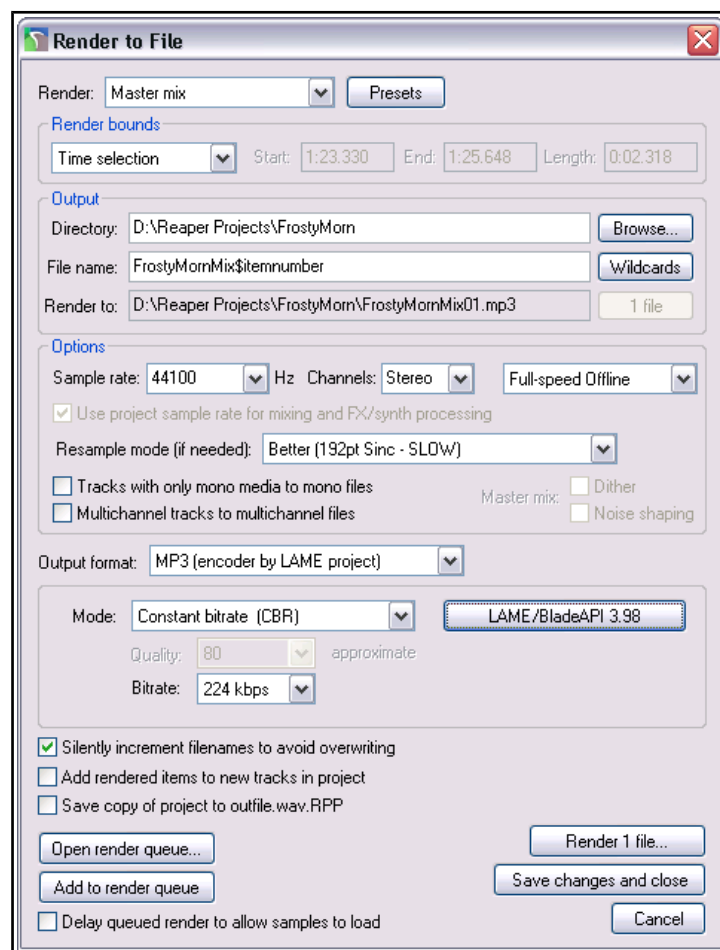 Render to File
Render: Master mix Presets
Render bounds
Time selection Start: 1:23.330 End: 1:25.648 Length: 0:02.318
Output
Directory: D:\Reaper Projects\FrostyMorn Browse...
File name: FrostyMornMix$itemnumber Wildcards
Render to: D:\Reaper Projects\FrostyMorn\FrostyMornMix01.mp3 1 file
Options
Sample rate: 44100 Hz Channels: Stereo Full-speed Offline
Use project sample rate for mixing and FX/synth processing
Resample mode (if needed): Better (192pt Sinc - SLOW)
Tracks with only mono media to mono files
Master mix: Dither
Multichannel tracks to multichannel files
Noise shaping
Output format: MP3 (encoder by LAME project)
Mode: Constant bitrate (CBR) LAME/BladeAPI 3.98
Quality: 80 approximate
Bitrate: 224 kbps
Silently increment filenames to avoid overwriting
Add rendered items to new tracks in project
Save copy of project to outfile.wav.RPP
Open render queue... Render 1 file...
Add to render queue Save changes and close
Delay queued render to allow samples to load Cancel